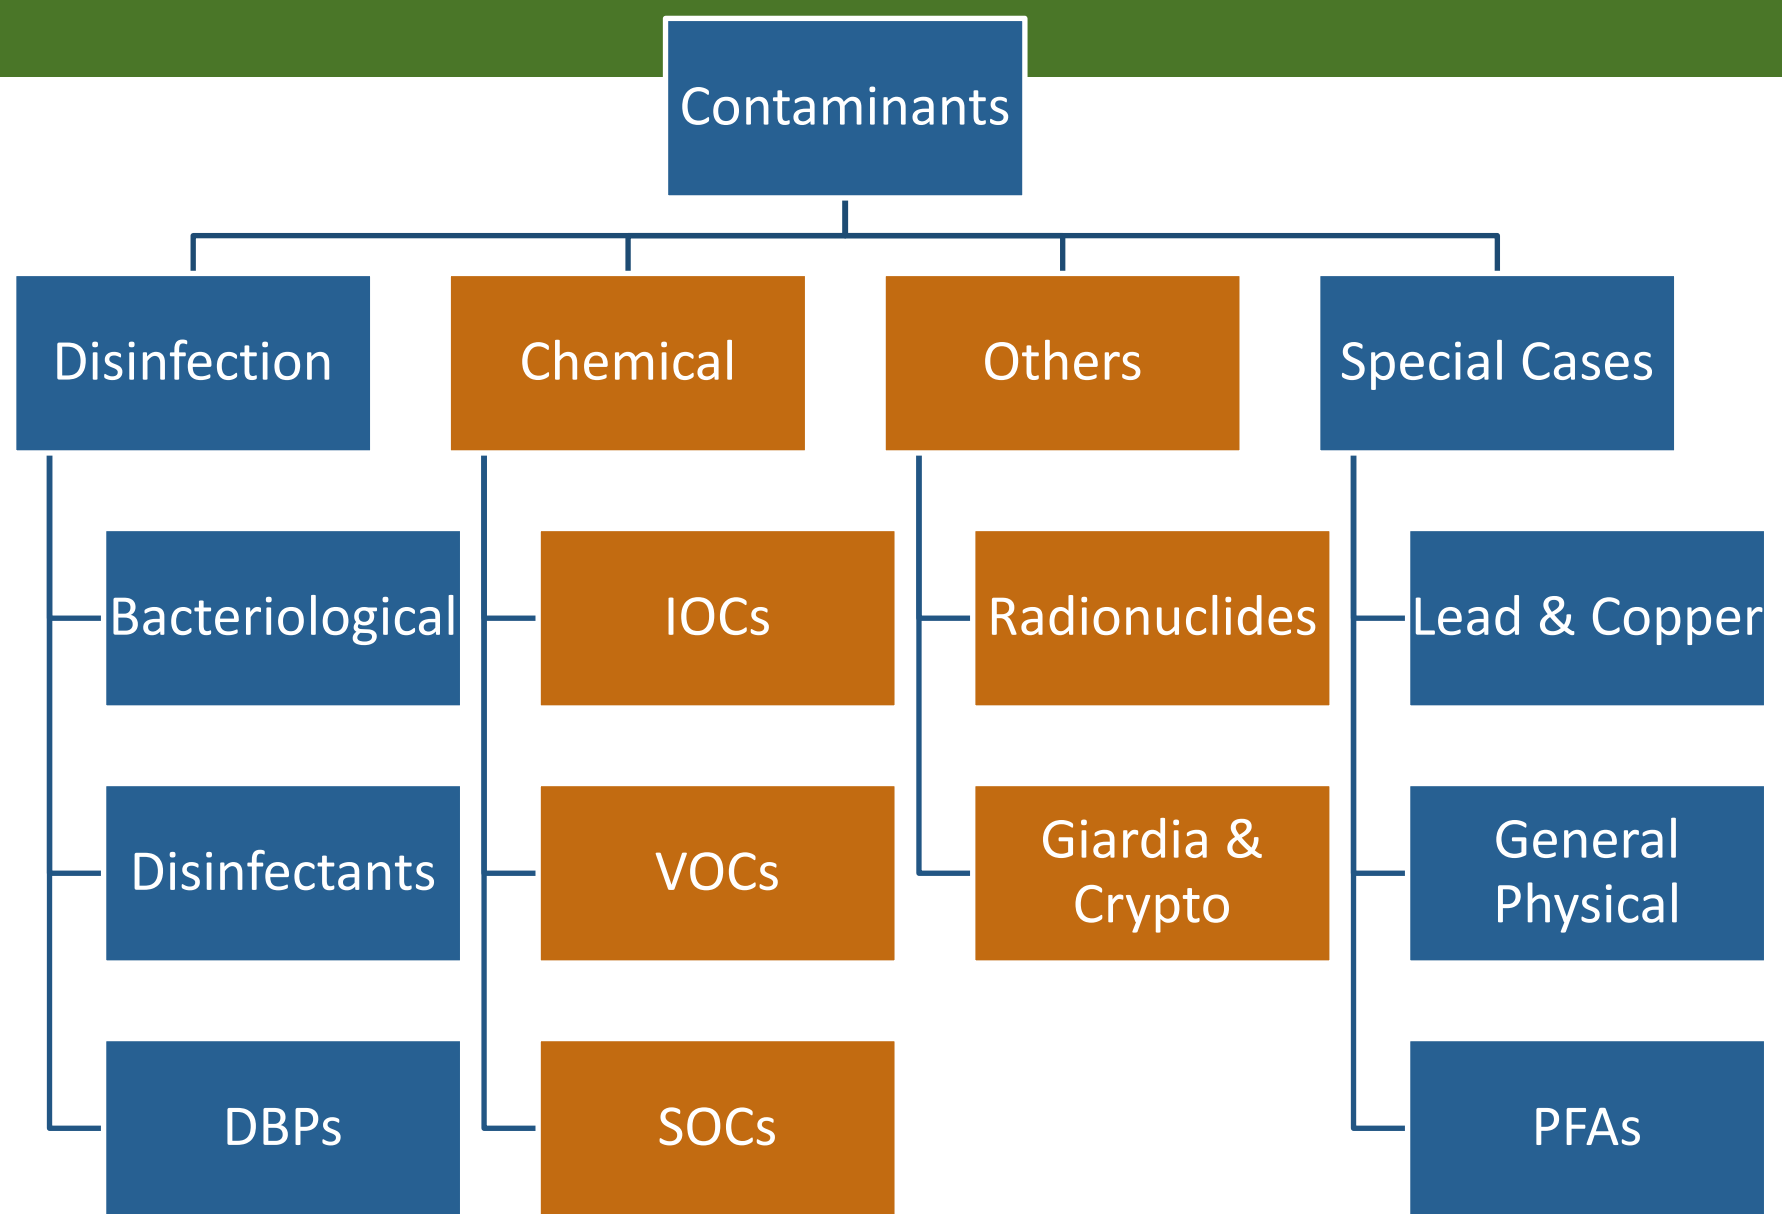 Contaminants
Disinfection
Chemical
Others
Special Cases
Bacteriological
IOCs
Radionuclides
Lead & Copper
Disinfectants
VOCs
Giardia &
Crypto
General
Physical
DBPs
SOCs
PFAs